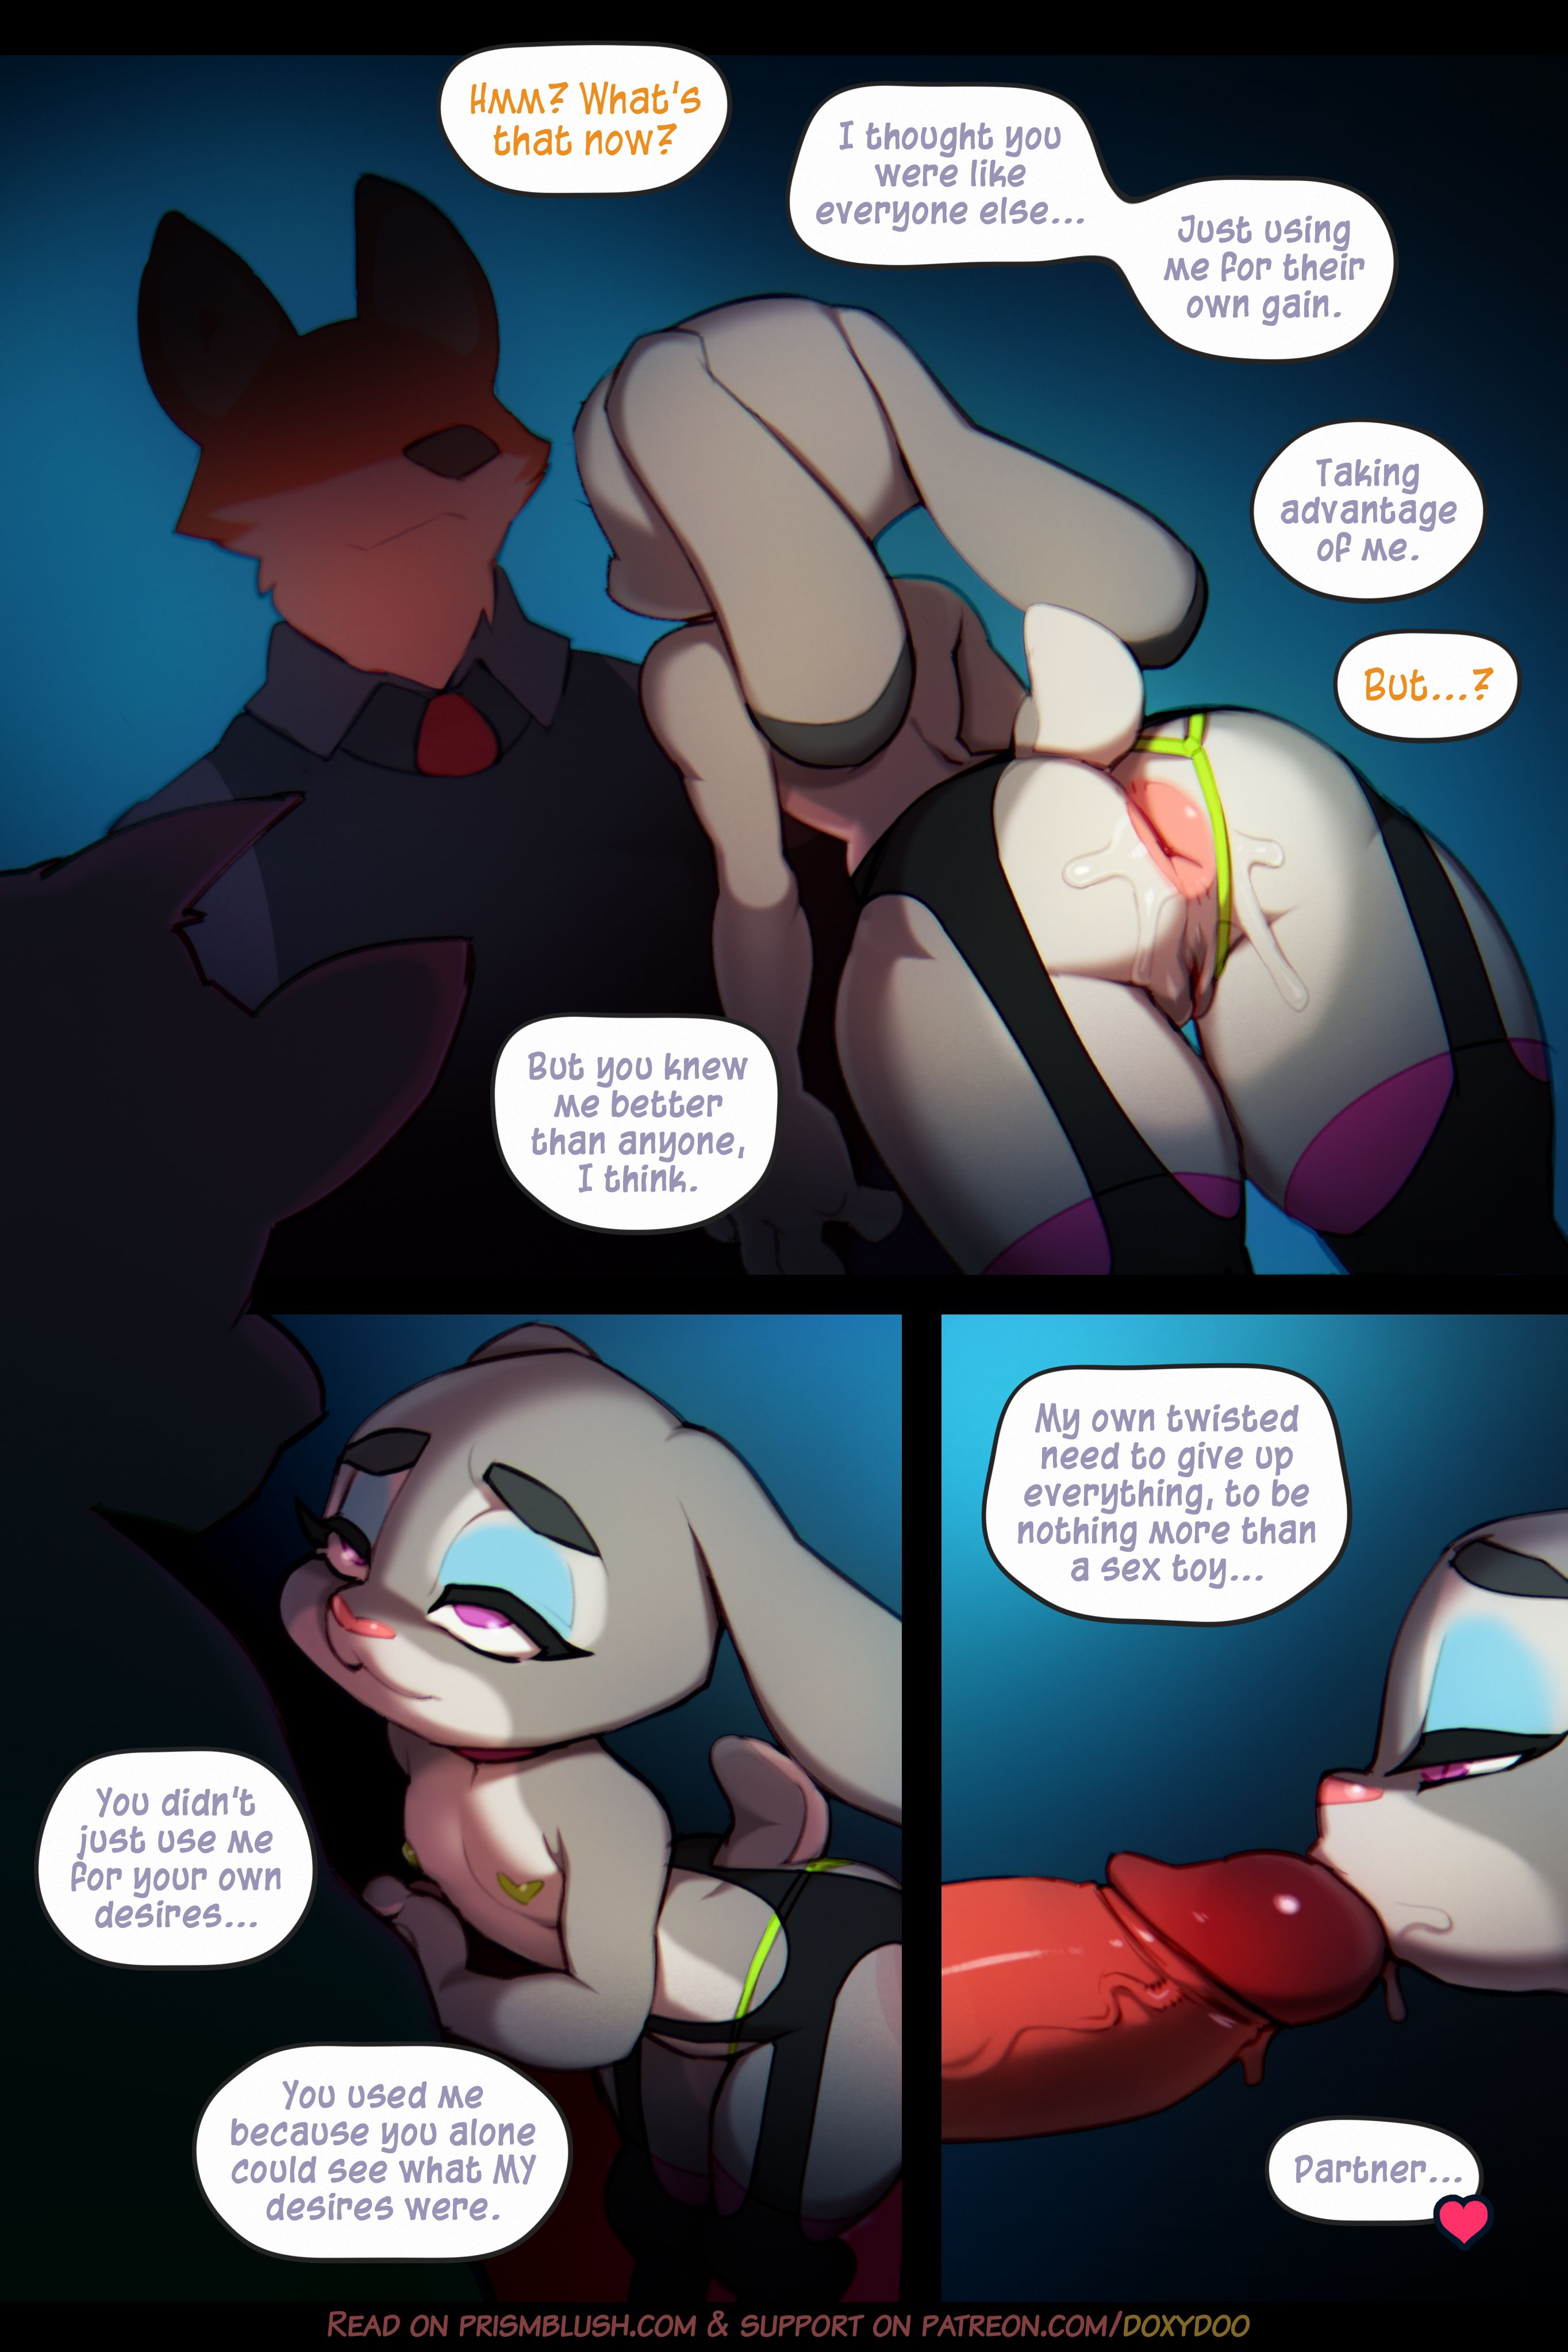 Hmm? What's
that now?
I thought you
were like
everyone else...
Just using
me for their
own gain.
Taking
advantage
of me.
But...?
But you knew
me better
than anyone,
I think.
You didn't
just use me
for your own
desires...
You used me
because you alone
could see what MY
desires were.
My own twisted
need to give up
everything, to be
nothing more than
a sex toy...
Partner...
READ ON PRISMBLUSH.COM & SUPPORT ON PATREON.COM/DOXYDOO